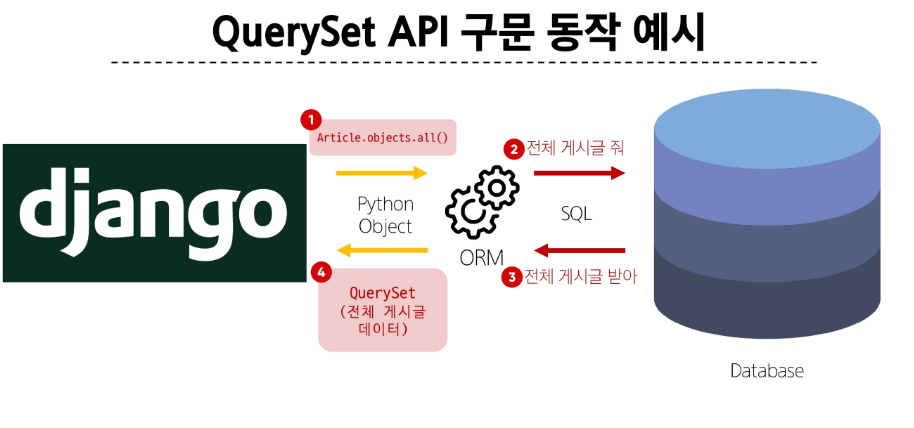 QuerySet API 구문 동작 예시
1
Article.objects.all()
2 전체 게시글 줘
django
Python
Object
SQL
ORM
3 전체 게시글 받아
4
QuerySet
(전체 게시글
데이터)
Database